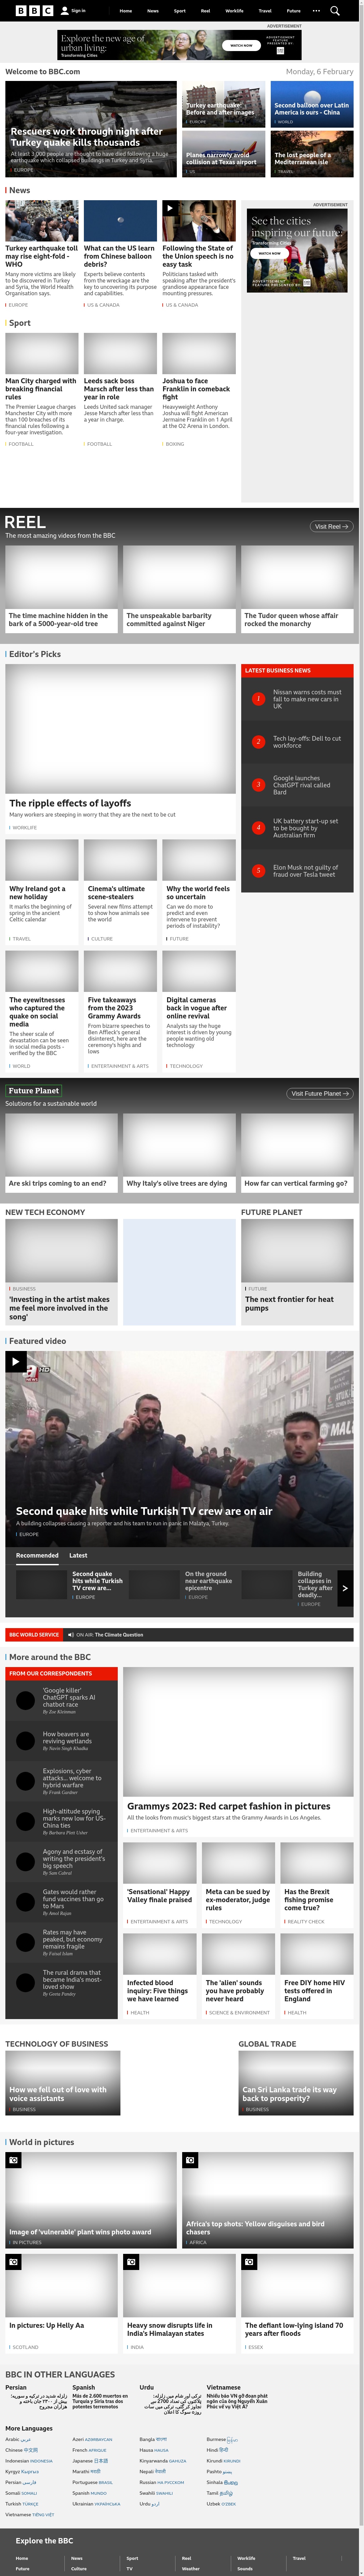 BBC
Sign in
Home
News
Sport
Reel
Worklife
Travel
Future
ADVERTISEMENT
Exploring the new age of urban living:
Transforming Cities
WATCH NOW
ADVERTISEMENT FEATURE PRESENTED BY:
Welcome to BBC.com
Monday, 6 February
Rescuers work through night after Turkey quake kills thousands
At least 3,000 people are thought to have died following a huge earthquake which collapsed buildings in Turkey and Syria.
EUROPE
Turkey earthquake: Before and after images
EUROPE
Second balloon over Latin America is ours - China
WORLD
Planes narrowly avoid collision at Texas airport
US
The lost people of a Mediterranean isle
TRAVEL
News
Turkey earthquake toll may rise eight-fold - WHO
Many more victims are likely to be discovered in Turkey and Syria, the World Health Organisation says.
EUROPE
What can the US learn from Chinese balloon debris?
Experts believe contents from the wreckage are the key to uncovering its purpose and capabilities.
US & CANADA
Following the State of the Union speech is no easy task
Politicians tasked with speaking after the president's grandiose appearance face mounting pressures.
US & CANADA
ADVERTISEMENT
See the cities inspiring our future:
Transforming Cities
WATCH NOW
ADVERTISEMENT FEATURE PRESENTED BY:
Sport
Man City charged with breaking financial rules
The Premier League charges Manchester City with more than 100 breaches of its financial rules following a four-year investigation.
FOOTBALL
Leeds sack boss Marsch after less than year in role
Leeds United sack manager Jesse Marsch after less than a year in charge.
FOOTBALL
Joshua to face Franklin in comeback fight
Heavyweight Anthony Joshua will fight American Jermaine Franklin on 1 April at the O2 Arena in London.
BOXING
REEL
The most amazing videos from the BBC
Visit Reel
The time machine hidden in the bark of a 5000-year-old tree
The unspeakable barbarity committed against Niger
The Tudor queen whose affair rocked the monarchy
Editor's Picks
The ripple effects of layoffs
Many workers are steeping in worry that they are the next to be cut
WORKLIFE
LATEST BUSINESS NEWS
1 Nissan warns costs must fall to make new cars in UK
2 Tech lay-offs: Dell to cut workforce
3 Google launches ChatGPT rival called Bard
4 UK battery start-up set to be bought by Australian firm
5 Elon Musk not guilty of fraud over Tesla tweet
Why Ireland got a new holiday
It marks the beginning of spring in the ancient Celtic calendar
TRAVEL
Cinema's ultimate scene-stealers
Several new films attempt to show how animals see the world
CULTURE
Why the world feels so uncertain
Can we do more to predict and even intervene to prevent periods of instability?
FUTURE
The eyewitnesses who captured the quake on social media
The sheer scale of devastation can be seen in social media posts - verified by the BBC
WORLD
Five takeaways from the 2023 Grammy Awards
From bizarre speeches to Ben Affleck's general disinterest, here are the ceremony's highs and lows
ENTERTAINMENT & ARTS
Digital cameras back in vogue after online revival
Analysts say the huge interest is driven by young people wanting old technology
TECHNOLOGY
Future Planet
Solutions for a sustainable world
Visit Future Planet
Are ski trips coming to an end?
Why Italy's olive trees are dying
How far can vertical farming go?
NEW TECH ECONOMY
BUSINESS
'Investing in the artist makes me feel more involved in the song'
FUTURE PLANET
FUTURE
The next frontier for heat pumps
Featured video
Second quake hits while Turkish TV crew are on air
A building collapses causing a reporter and his team to run in panic in Malatya, Turkey.
EUROPE
Recommended
Latest
Second quake hits while Turkish TV crew are...
EUROPE
On the ground near earthquake epicentre
EUROPE
Building collapses in Turkey after deadly...
EUROPE
BBC WORLD SERVICE
ON AIR: The Climate Question
More around the BBC
FROM OUR CORRESPONDENTS
'Google killer' ChatGPT sparks AI chatbot race
By Zoe Kleinman
How beavers are reviving wetlands
By Navin Singh Khadka
Explosions, cyber attacks... welcome to hybrid warfare
By Frank Gardner
High-altitude spying marks new low for US-China ties
By Barbara Plett Usher
Agony and ecstasy of writing the president's big speech
By Sam Cabral
Gates would rather fund vaccines than go to Mars
By Amol Rajan
Rates may have peaked, but economy remains fragile
By Faisal Islam
The rural drama that became India's most-loved show
By Geeta Pandey
Grammys 2023: Red carpet fashion in pictures
All the looks from music's biggest stars at the Grammy Awards in Los Angeles.
ENTERTAINMENT & ARTS
'Sensational' Happy Valley finale praised
ENTERTAINMENT & ARTS
Meta can be sued by ex-moderator, judge rules
TECHNOLOGY
Has the Brexit fishing promise come true?
REALITY CHECK
Infected blood inquiry: Five things we have learned
HEALTH
The 'alien' sounds you have probably never heard
SCIENCE & ENVIRONMENT
Free DIY home HIV tests offered in England
HEALTH
TECHNOLOGY OF BUSINESS
How we fell out of love with voice assistants
BUSINESS
GLOBAL TRADE
Can Sri Lanka trade its way back to prosperity?
BUSINESS
World in pictures
Image of 'vulnerable' plant wins photo award
IN PICTURES
Africa's top shots: Yellow disguises and bird chasers
AFRICA
In pictures: Up Helly Aa
SCOTLAND
Heavy snow disrupts life in India's Himalayan states
INDIA
The defiant low-lying island 70 years after floods
ESSEX
BBC IN OTHER LANGUAGES
Persian
Spanish
Más de 2.600 muertos en Turquía y Siria tras dos potentes terremotos
Urdu
Vietnamese
Nhiều báo VN gỡ đoạn phát ngôn của ông Nguyễn Xuân Phúc về vụ Việt Á?
More Languages
Arabic عربي
Azeri AZƏRBAYCAN
Bangla বাংলা
Burmese
Chinese 中文网
French AFRIQUE
Hausa HAUSA
Hindi हिन्दी
Indonesian INDONESIA
Japanese 日本語
Kinyarwanda GAHUZA
Kirundi KIRUNDI
Kyrgyz Кыргыз
Marathi मराठी
Nepali नेपाली
Pashto پښتو
Persian فارسی
Portuguese BRASIL
Russian НА РУССКОМ
Sinhala සිංහල
Somali SOMALI
Spanish MUNDO
Swahili SWAHILI
Tamil தமிழ்
Turkish TÜRKÇE
Ukrainian УКРАЇНСЬКA
Urdu اردو
Uzbek O'ZBEK
Vietnamese TIẾNG VIỆT
Explore the BBC
Home
News
Sport
Reel
Worklife
Travel
Future
Culture
TV
Weather
Sounds